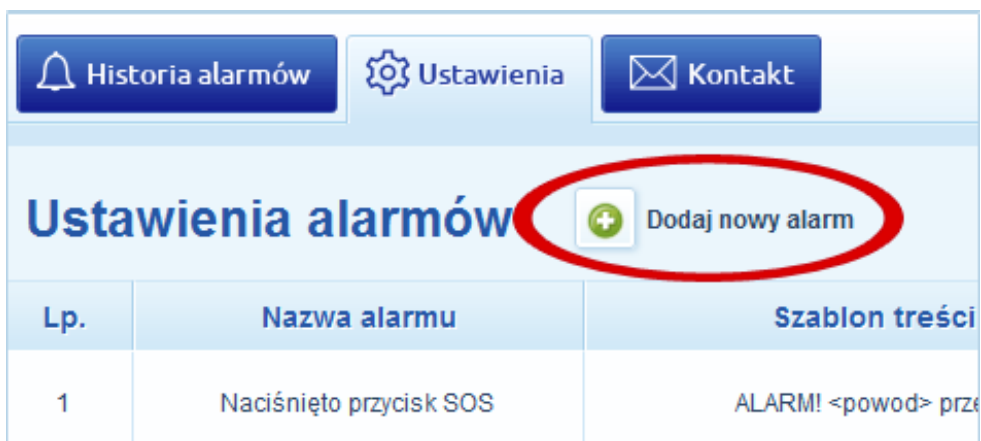 Historia alarmów Ustawienia Kontakt
Ustawienia alarmów Dodaj nowy alarm
Lp. Nazwa alarmu Szablon treści
1 Naciśnięto przycisk SOS ALARM! <powod>